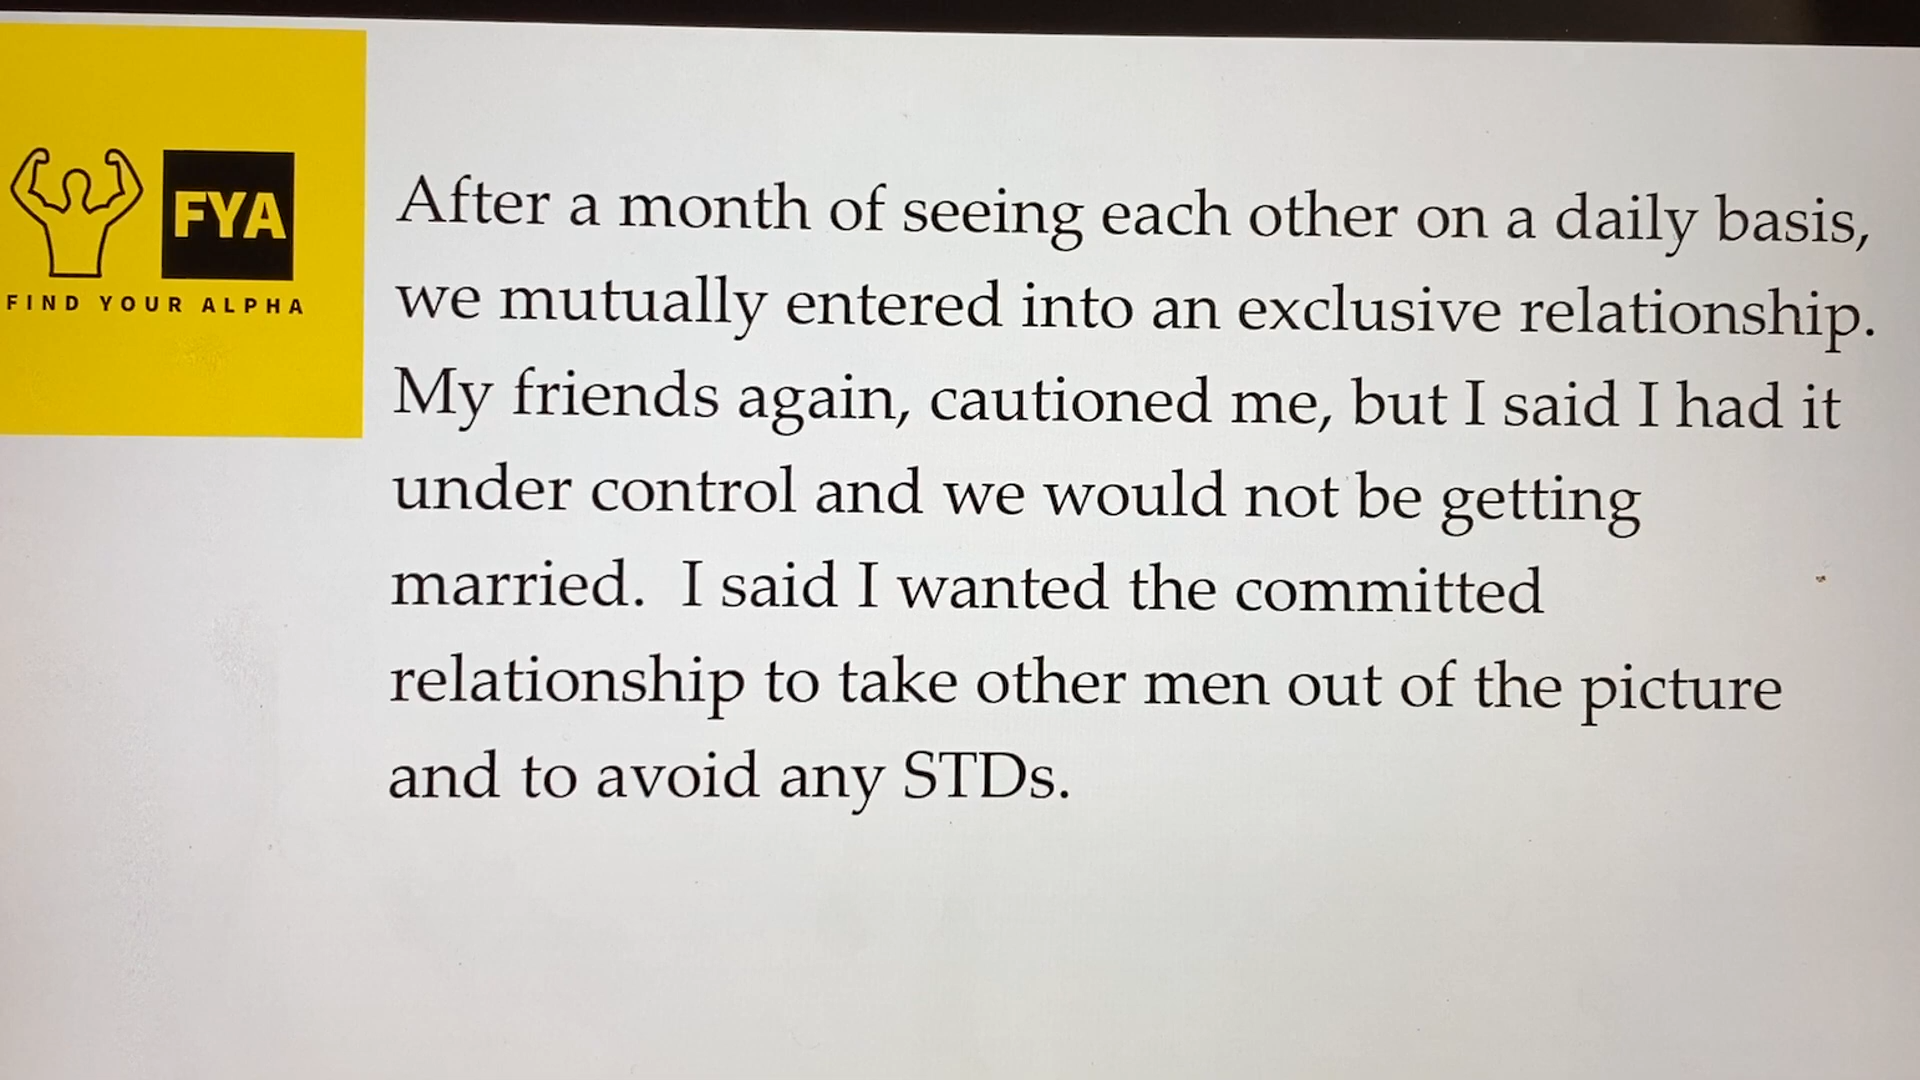 FYA
FIND YOUR ALPHA
After a month of seeing each other on a daily basis,
we mutually entered into an exclusive relationship.
My friends again, cautioned me, but I said I had it
under control and we would not be getting
married.  I said I wanted the committed
relationship to take other men out of the picture
and to avoid any STDs.